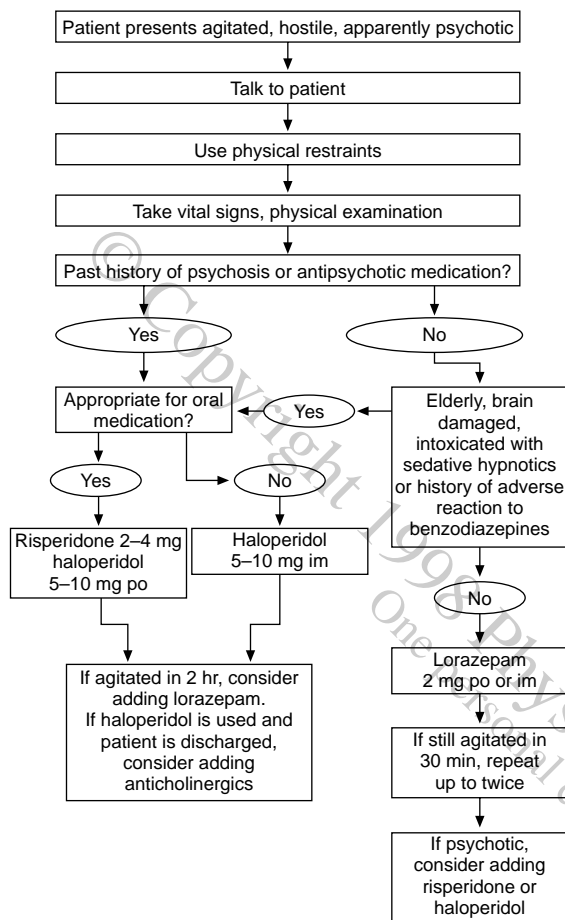 Patient presents agitated, hostile, apparently psychotic
Talk to patient
Use physical restraints
Take vital signs, physical examination
Past history of psychosis or antipsychotic medication?
Yes
No
Appropriate for oral
medication?
Yes
Elderly, brain
damaged,
intoxicated with
sedative hypnotics
or history of adverse
reaction to
benzodiazepines
Yes
No
Risperidone 2–4 mg
haloperidol
5–10 mg po
Haloperidol
5–10 mg im
No
Lorazepam
2 mg po or im
If agitated in 2 hr, consider
adding lorazepam.
If haloperidol is used and
patient is discharged,
consider adding
anticholinergics
If still agitated in
30 min, repeat
up to twice
If psychotic,
consider adding
risperidone or
haloperidol
© Copyright 1998 Physi
One personal